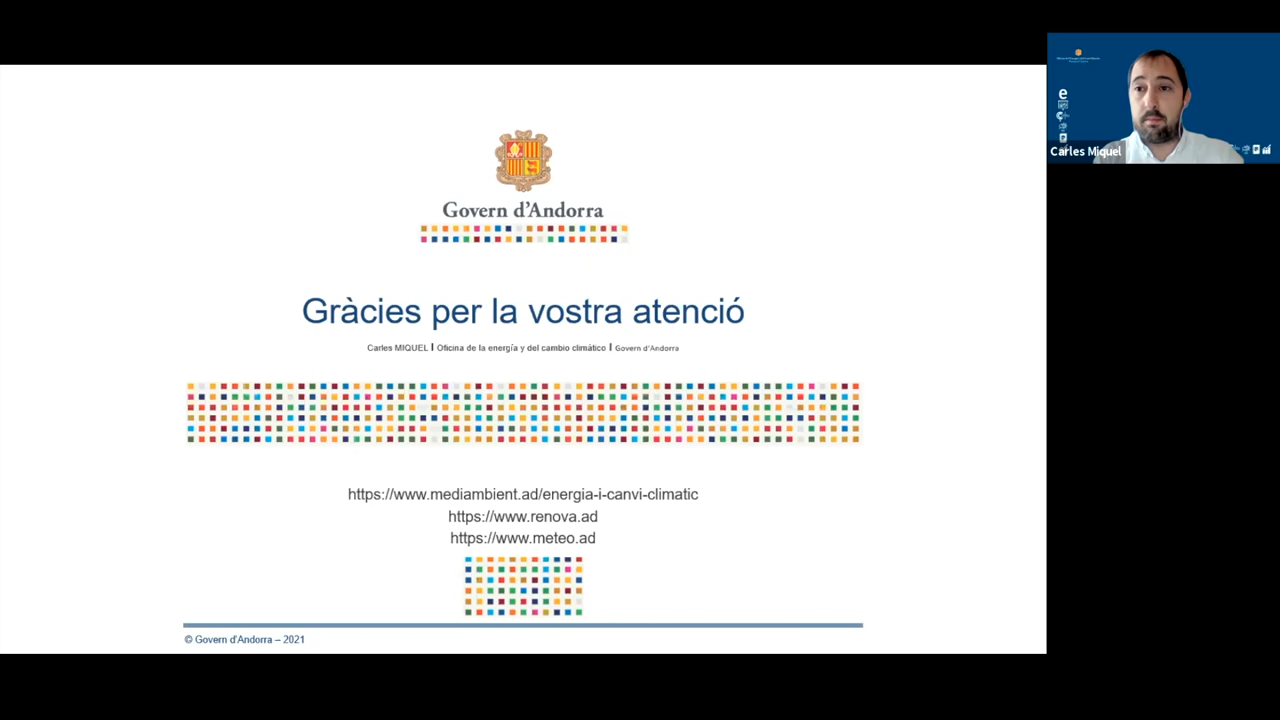 Govern d'Andorra
Gràcies per la vostra atenció
Carles MIQUEL I Oficina de la energía y del cambio climático I Govern d'Andorra
https://www.mediambient.ad/energia-i-canvi-climatic
https://www.renova.ad
https://www.meteo.ad
© Govern d'Andorra – 2021
e
Carles Miquel